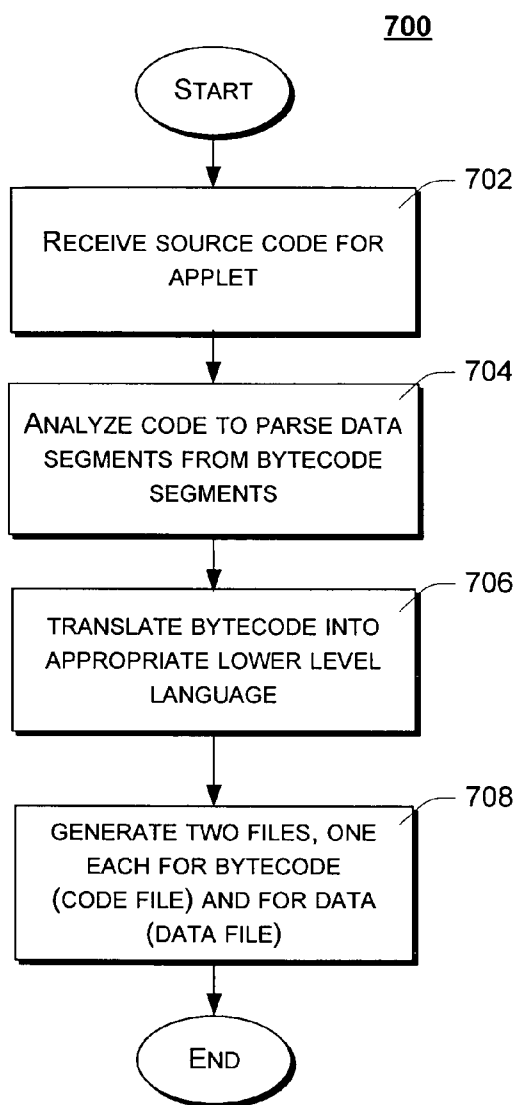 700
START
702
RECEIVE SOURCE CODE FOR
APPLET
704
ANALYZE CODE TO PARSE DATA
SEGMENTS FROM BYTECODE
SEGMENTS
706
TRANSLATE BYTECODE INTO
APPROPRIATE LOWER LEVEL
LANGUAGE
708
GENERATE TWO FILES, ONE
EACH FOR BYTECODE
(CODE FILE) AND FOR DATA
(DATA FILE)
END